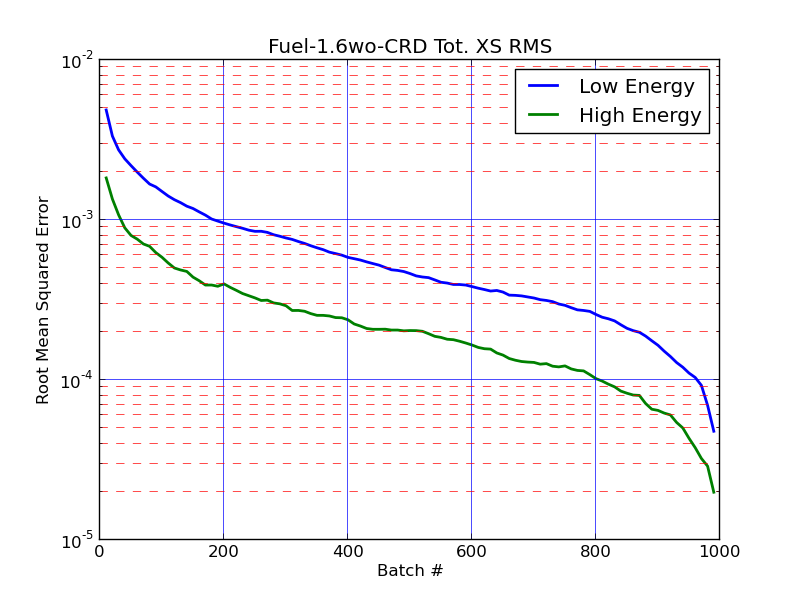 Fuel-1.6wo-CRD Tot. XS RMS
Low Energy
High Energy
10^-2
10^-3
10^-4
10^-5
Root Mean Squared Error
0 200 400 600 800 1000
Batch #